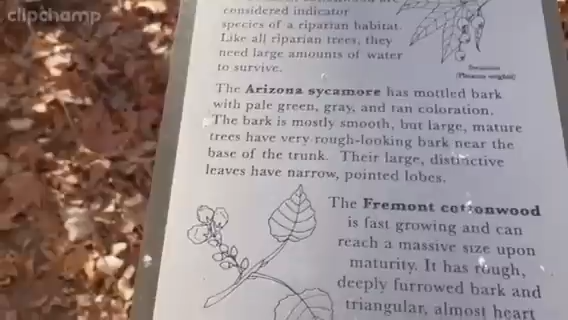 clipchamp
considered indicator
species of a riparian habitat.
Like all riparian trees, they
need large amounts of water
to survive.
Sycamore
(Platanus wrightii)
The Arizona sycamore has mottled bark
with pale green, gray, and tan coloration.
The bark is mostly smooth, but large, mature
trees have very rough-looking bark near the
base of the trunk. Their large, distinctive
leaves have narrow, pointed lobes.
The Fremont cottonwood
is fast growing and can
reach a massive size upon
maturity. It has rough,
deeply furrowed bark and
triangular, almost heart